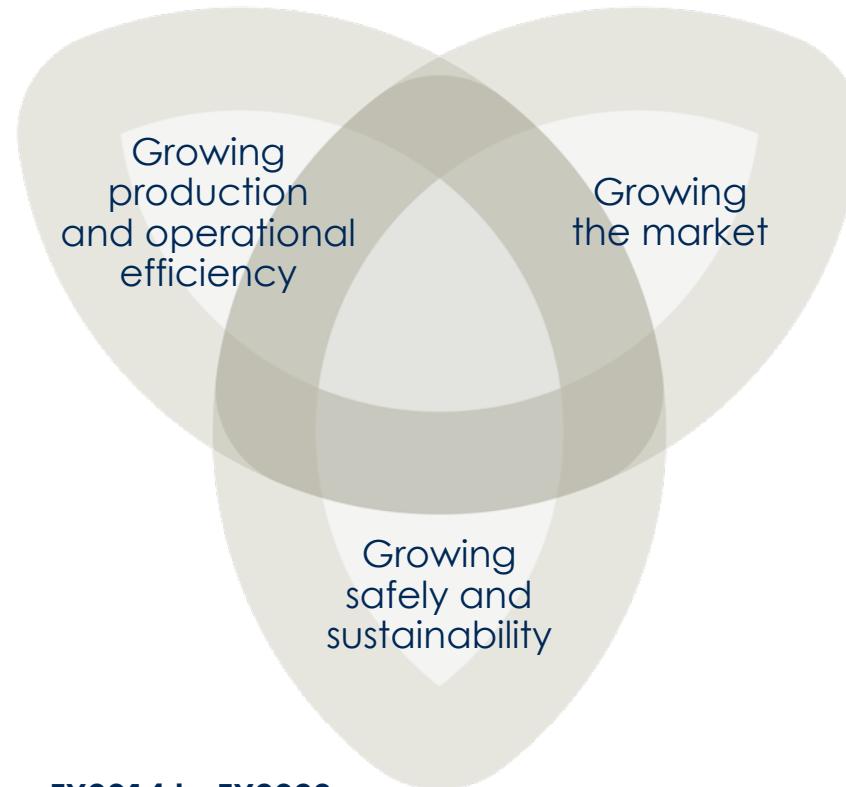 Growing
production
and operational
efficiency
Growing
the market
Growing
safely and
sustainability